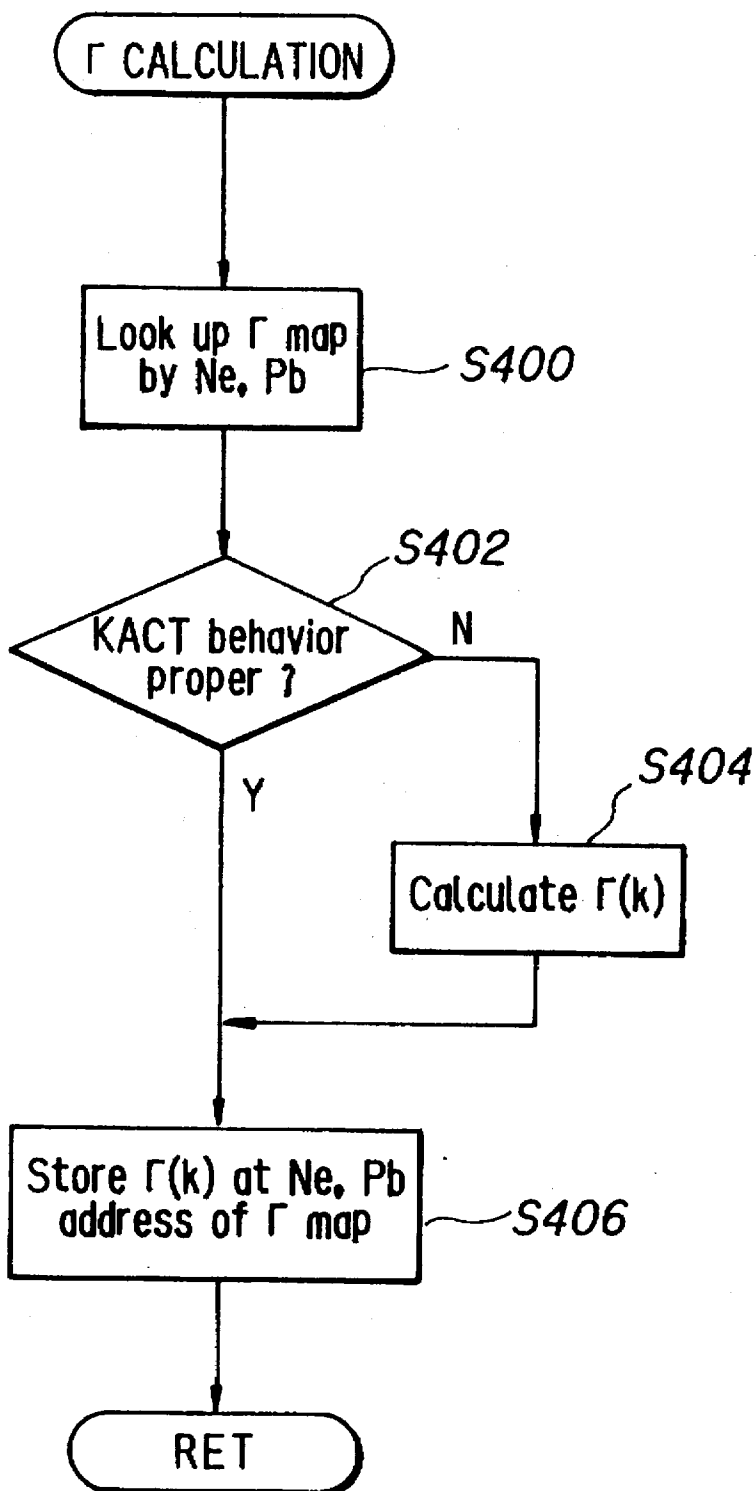 Γ CALCULATION
Look up Γ map
by Ne, Pb
S400
S402
KACT behavior
proper ?
N
Y
S404
Calculate Γ(k)
Store Γ(k) at Ne, Pb
address of Γ map
S406
RET